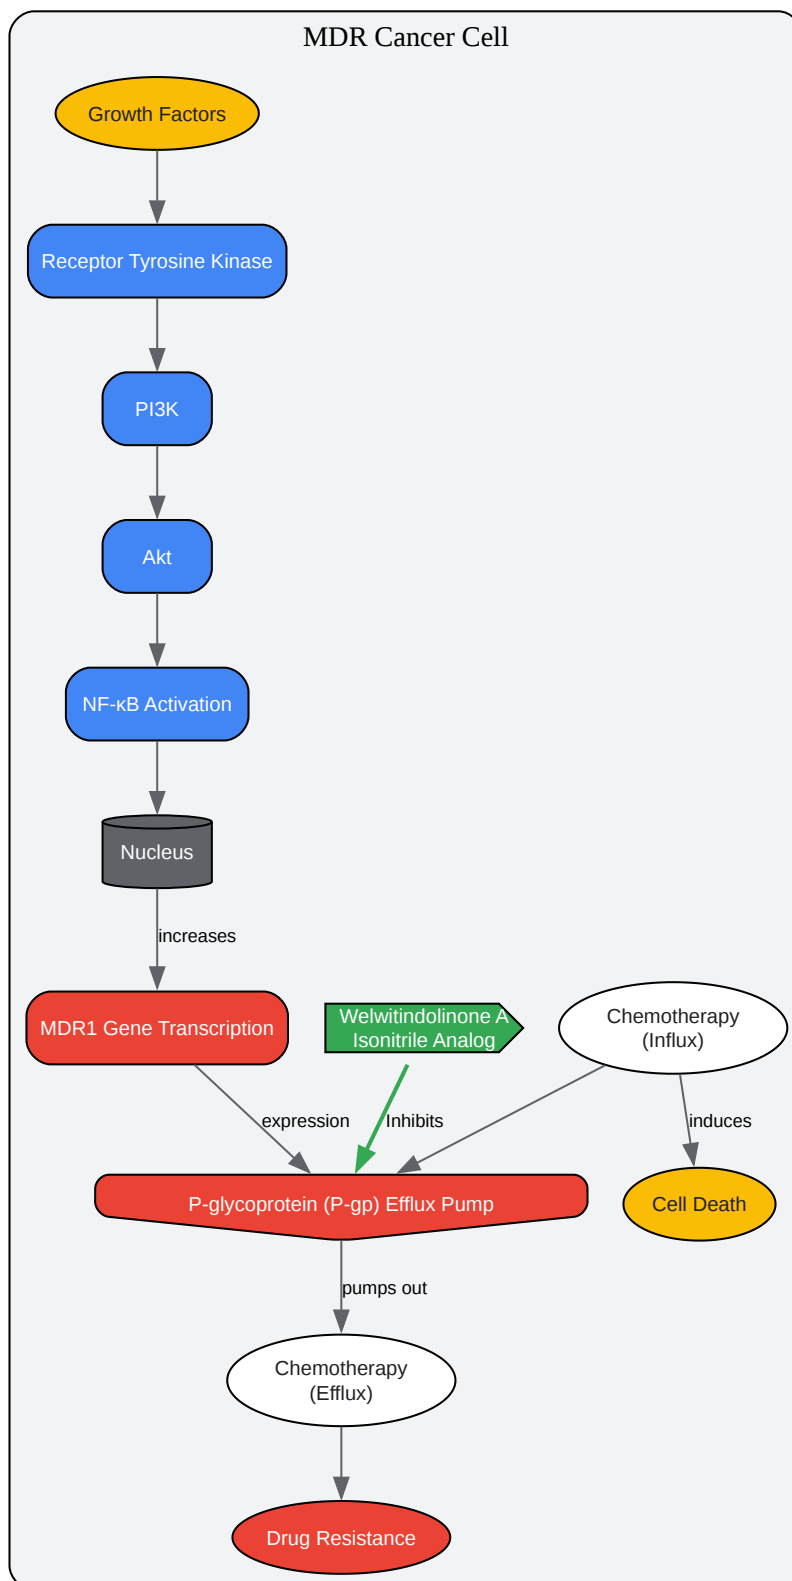 MDR Cancer Cell
Growth Factors
Receptor Tyrosine Kinase
PI3K
Akt
NF-κB Activation
Nucleus
increases
MDR1 Gene Transcription
Welwitindolinone A
Isonitrile Analog
Chemotherapy
(Influx)
expression
Inhibits
induces
P-glycoprotein (P-gp) Efflux Pump
Cell Death
pumps out
Chemotherapy
(Efflux)
Drug Resistance